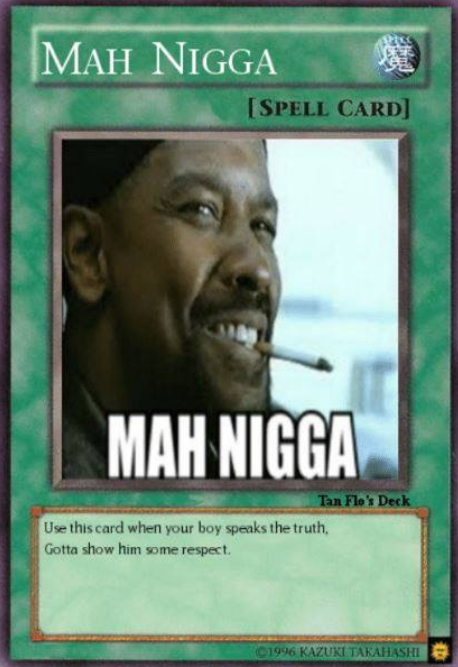 Mah Nigga
魔
[Spell Card]
MAH NIGGA
Tan Flo's Deck
Use this card when your boy speaks the truth,
Gotta show him some respect.
©1996 KAZUKI TAKAHASHI